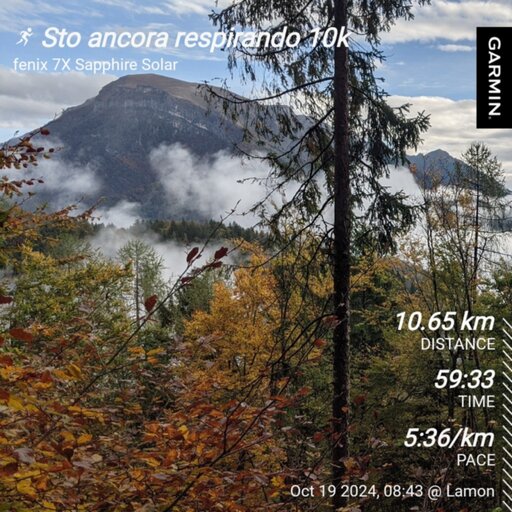 Sto ancora respirando 10k
fenix 7X Sapphire Solar
GARMIN.
10.65 km
DISTANCE
59:33
TIME
5:36/km
PACE
Oct 19 2024, 08:43 @ Lamon